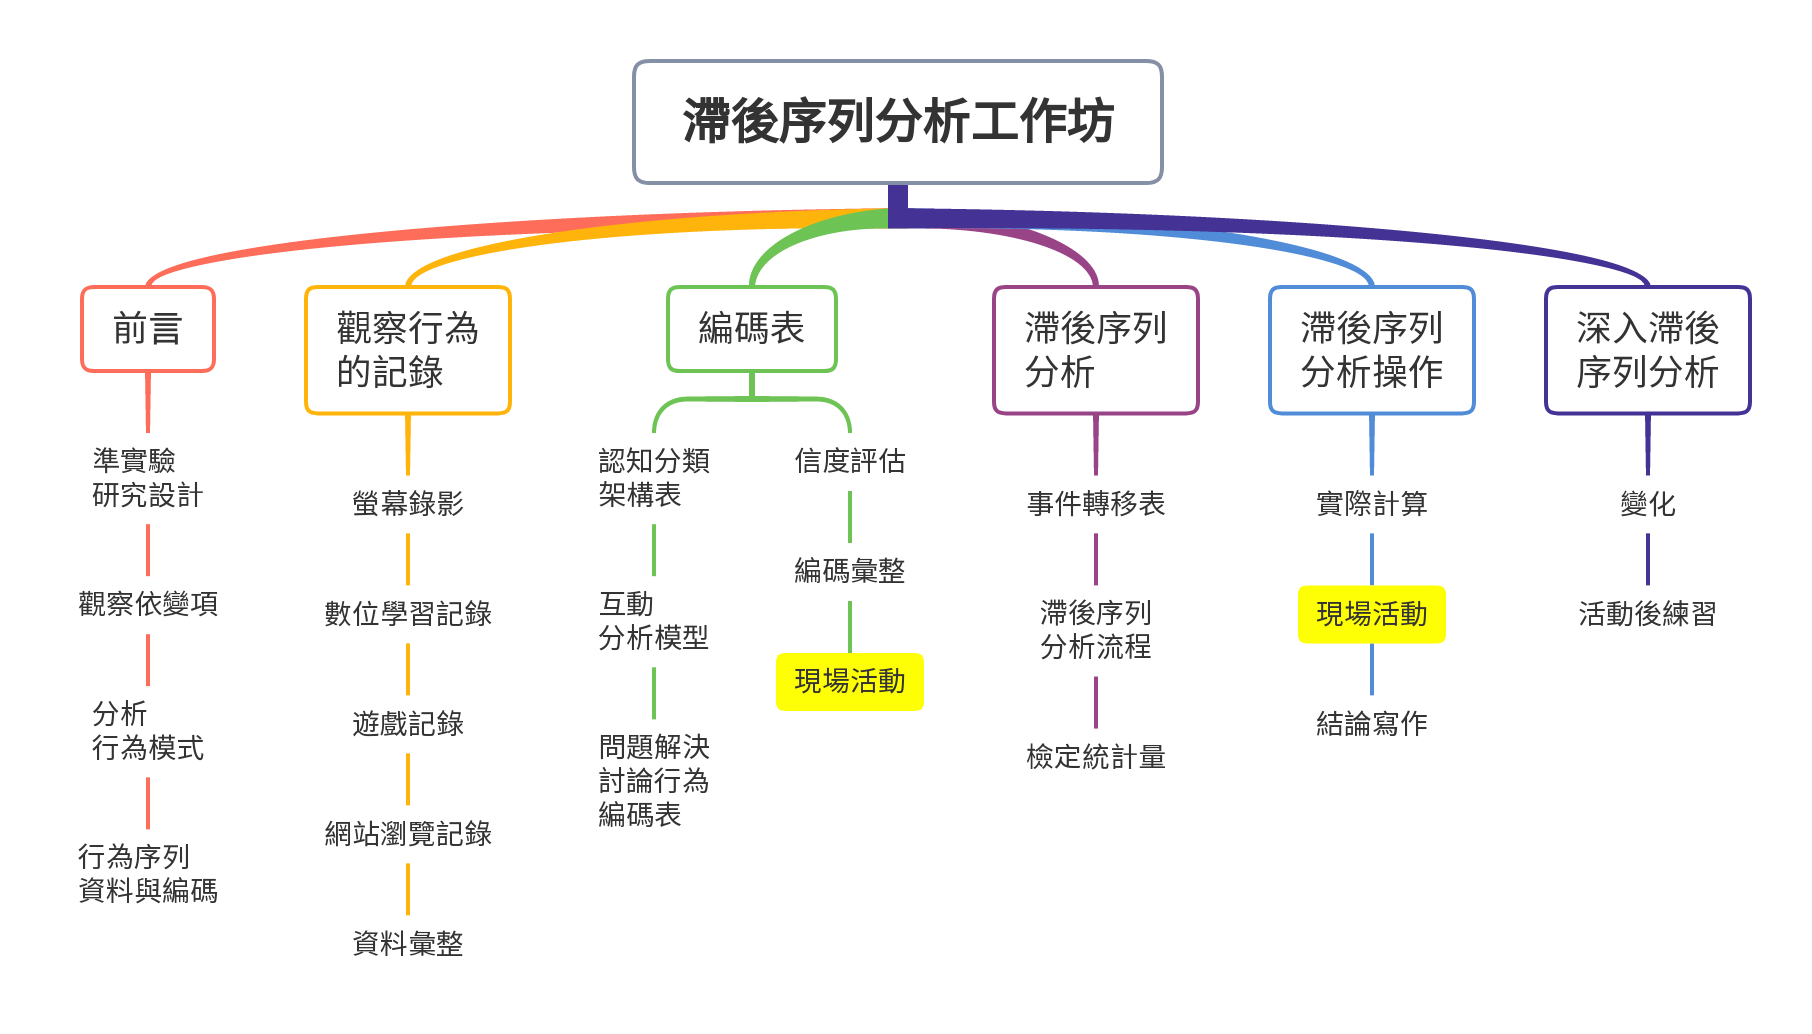 滯後序列分析工作坊
前言
準實驗
研究設計
觀察依變項
分析
行為模式
行為序列
資料與編碼
觀察行為
的記錄
螢幕錄影
數位學習記錄
遊戲記錄
網站瀏覽記錄
資料彙整
編碼表
認知分類
架構表
互動
分析模型
問題解決
討論行為
編碼表
信度評估
編碼彙整
現場活動
滯後序列
分析
事件轉移表
滯後序列
分析流程
檢定統計量
滯後序列
分析操作
實際計算
現場活動
結論寫作
深入滯後
序列分析
變化
活動後練習